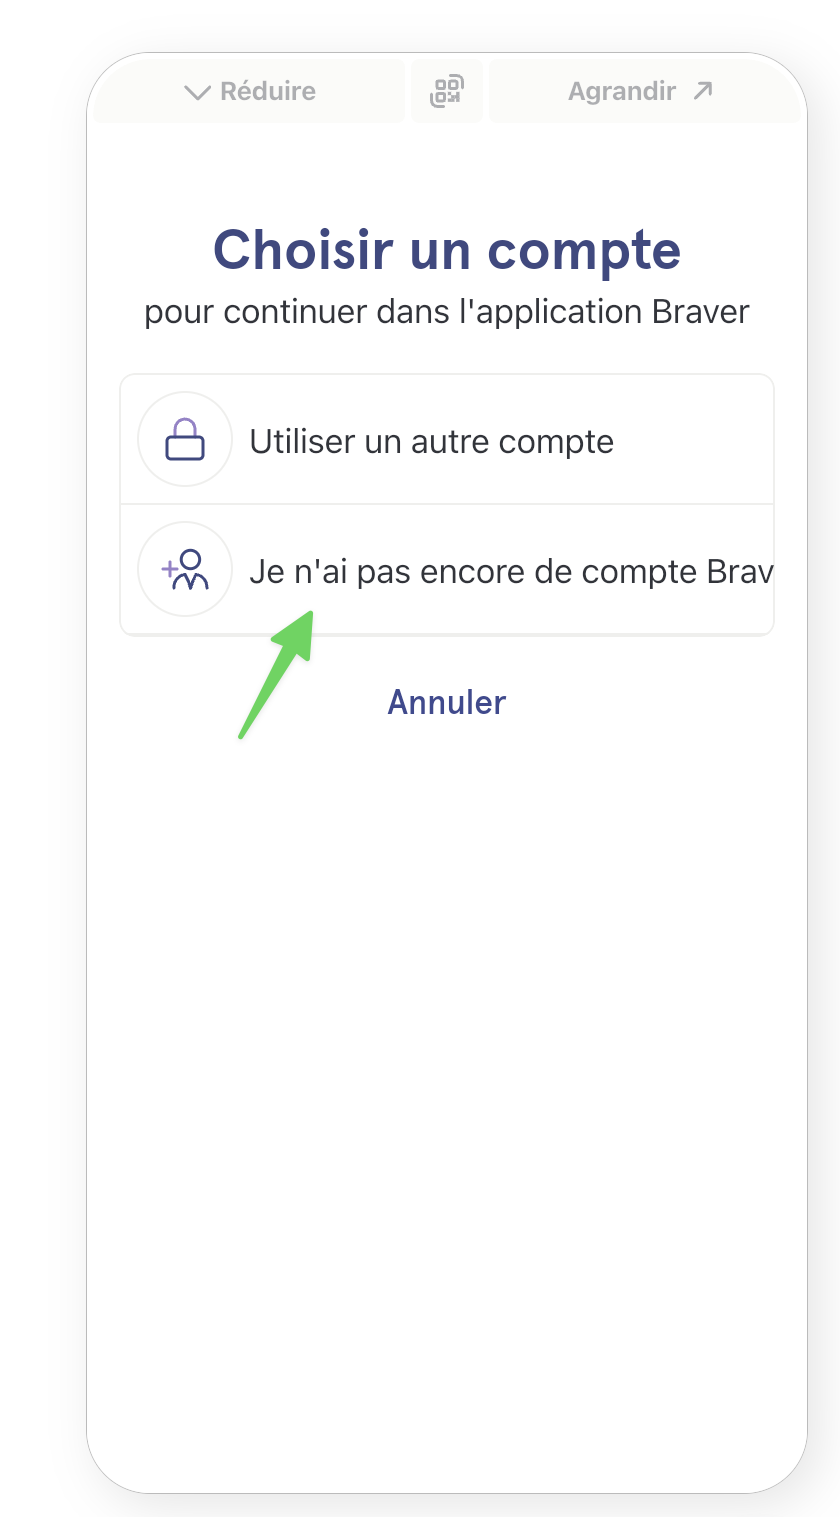 Réduire
Agrandir
Choisir un compte
pour continuer dans l'application Braver
Utiliser un autre compte
Je n'ai pas encore de compte Brav
Annuler